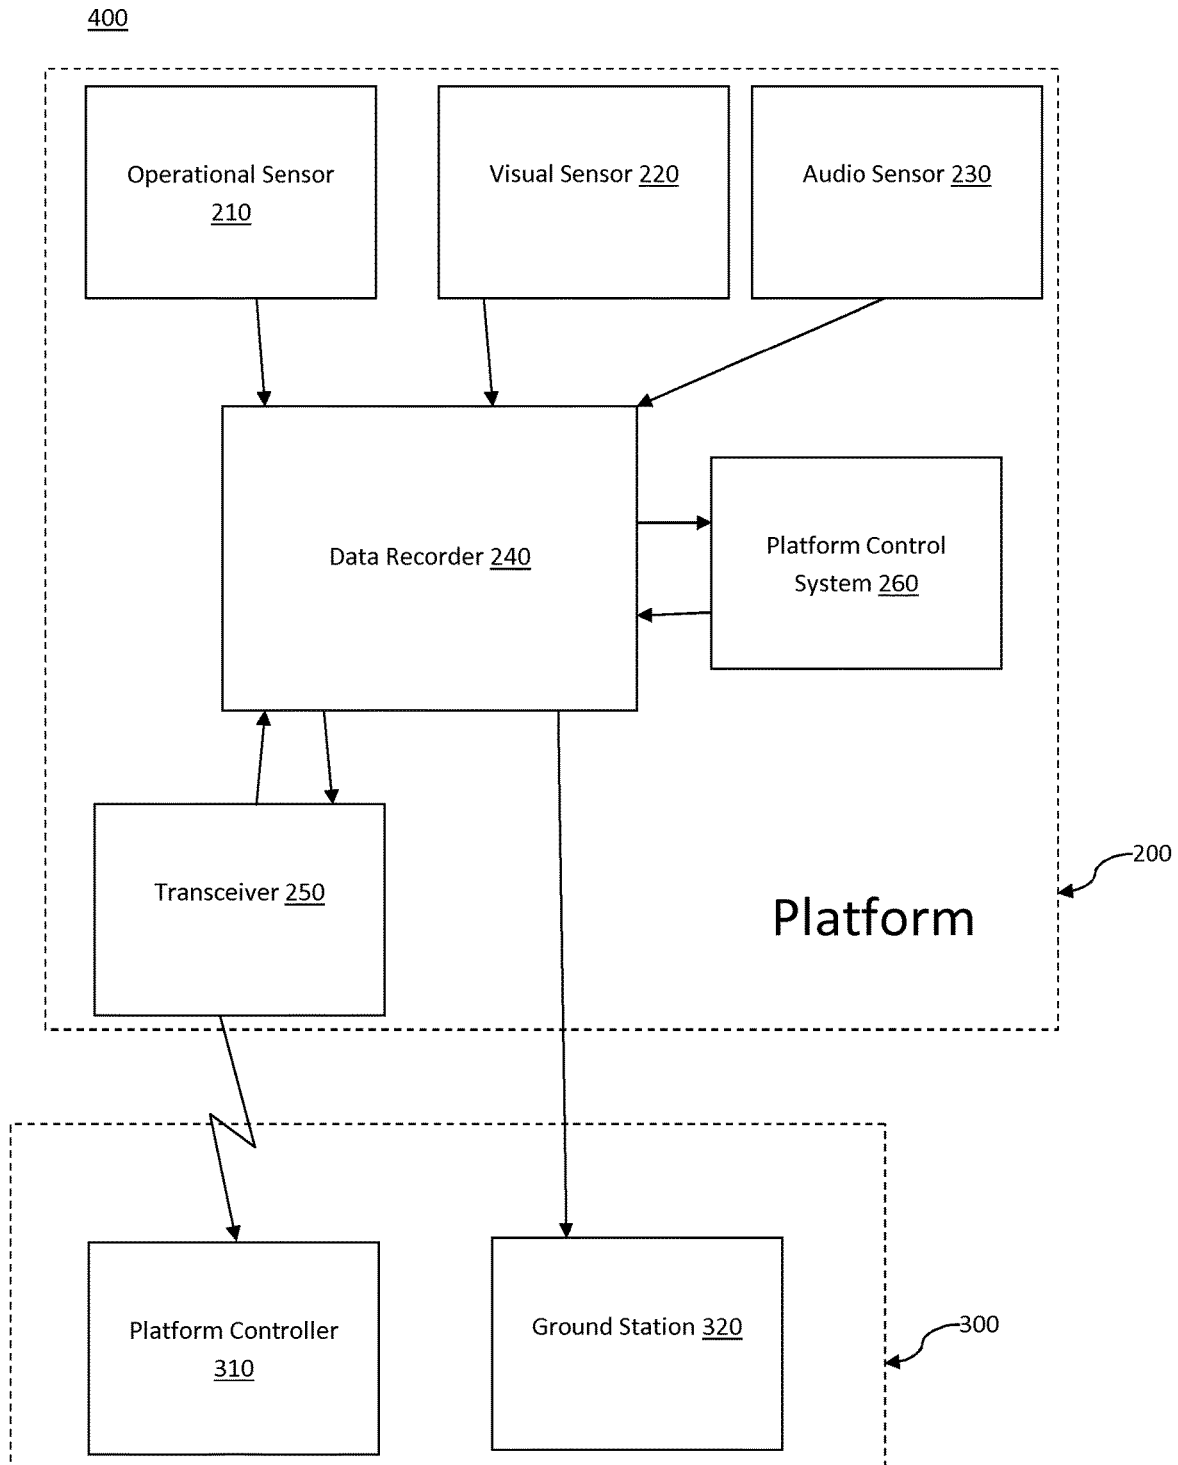 400
Operational Sensor
210
Visual Sensor 220
Audio Sensor 230
Data Recorder 240
Platform Control
System 260
Transceiver 250
200
Platform
Platform Controller
310
Ground Station 320
300